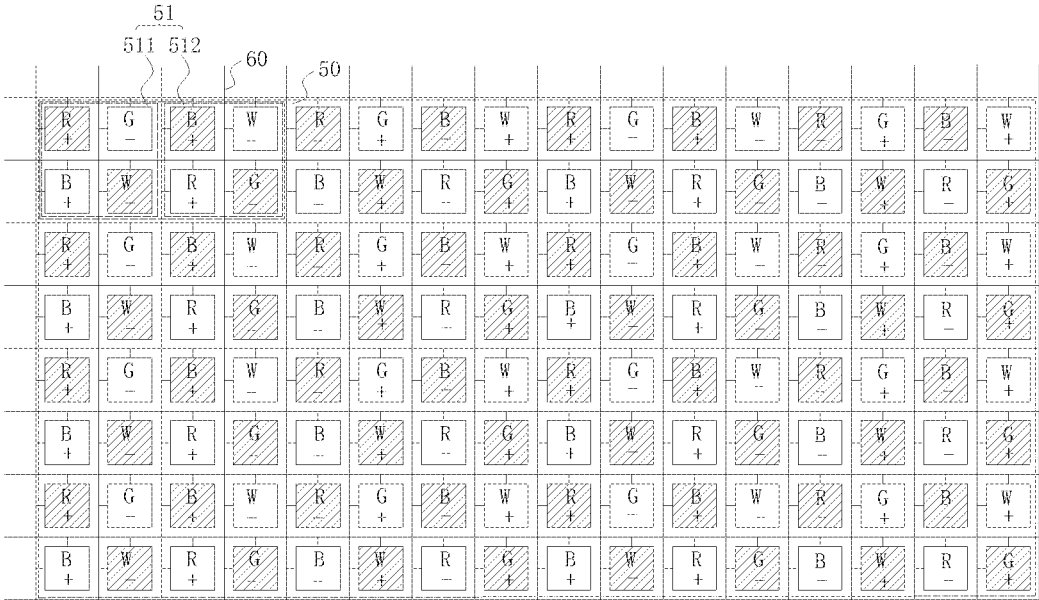 51
511 512 60 50
R G B W R G B W R G B W R G B W
+ - + - - + - + + - + - - + - +
B W R G B W R G B W R G B W R G
+ - + - - + - + + - + - - + - +
R G B W R G B W R G B W R G B W
+ - + - - + - + + - + - - + - +
B W R G B W R G B W R G B W R G
+ - + - - + - + + - + - - + - +
R G B W R G B W R G B W R G B W
+ - + - - + - + + - + - - + - +
B W R G B W R G B W R G B W R G
+ - + - - + - + + - + - - + - +
R G B W R G B W R G B W R G B W
+ - + - - + - + + - + - - + - +
B W R G B W R G B W R G B W R G
+ - + - - + - + + - + - - + - +